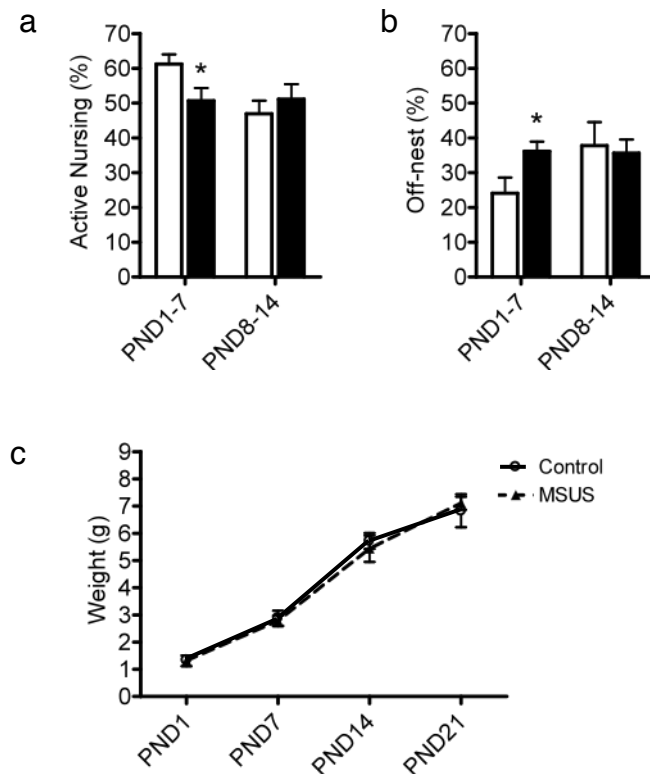 a
70
60
50
40
30
20
10
0
Active Nursing (%)
*
PND1-7
PND8-14
b
70
60
50
40
30
20
10
0
Off-nest (%)
*
PND1-7
PND8-14
c
9
8
7
6
5
4
3
2
1
0
Weight (g)
PND1
PND7
PND14
PND21
Control
MSUS